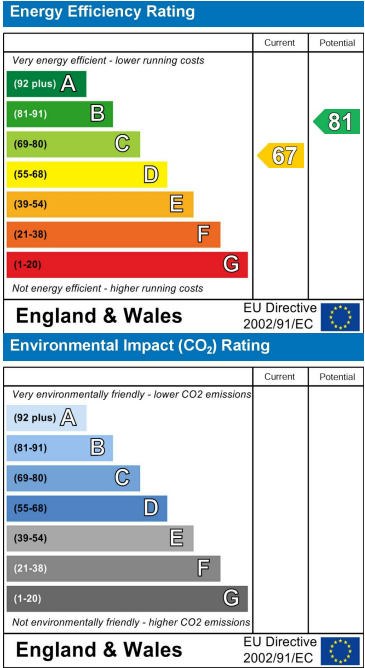 Energy Efficiency Rating
Current Potential
Very energy efficient - lower running costs
(92 plus) A
(81-91) B
81
(69-80) C
67
(55-68) D
(39-54) E
(21-38) F
(1-20) G
Not energy efficient - higher running costs
England & Wales
EU Directive
2002/91/EC
Environmental Impact (CO2) Rating
Current Potential
Very environmentally friendly - lower CO2 emissions
(92 plus) A
(81-91) B
(69-80) C
(55-68) D
(39-54) E
(21-38) F
(1-20) G
Not environmentally friendly - higher CO2 emissions
England & Wales
EU Directive
2002/91/EC